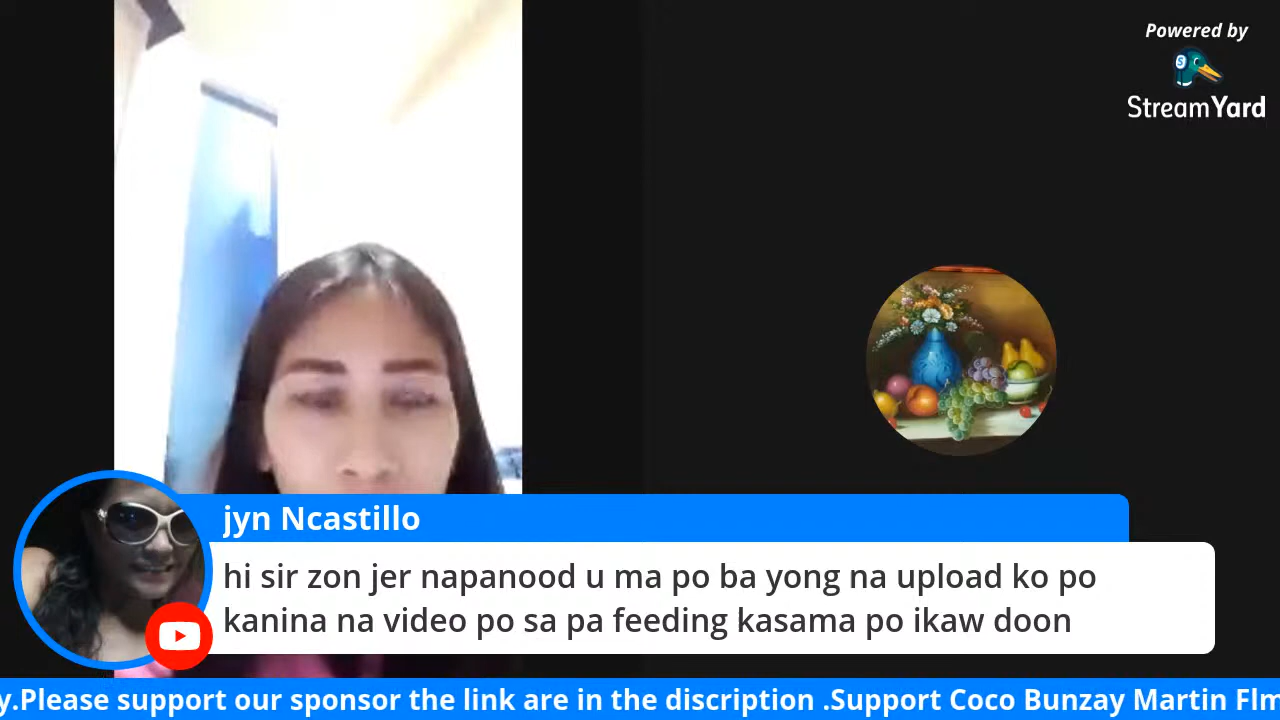 Powered by
StreamYard
jyn Ncastillo
hi sir zon jer napanood u ma po ba yong na upload ko po
kanina na video po sa pa feeding kasama po ikaw doon
y.Please support our sponsor the link are in the discription .Support Coco Bunzay Martin Flm